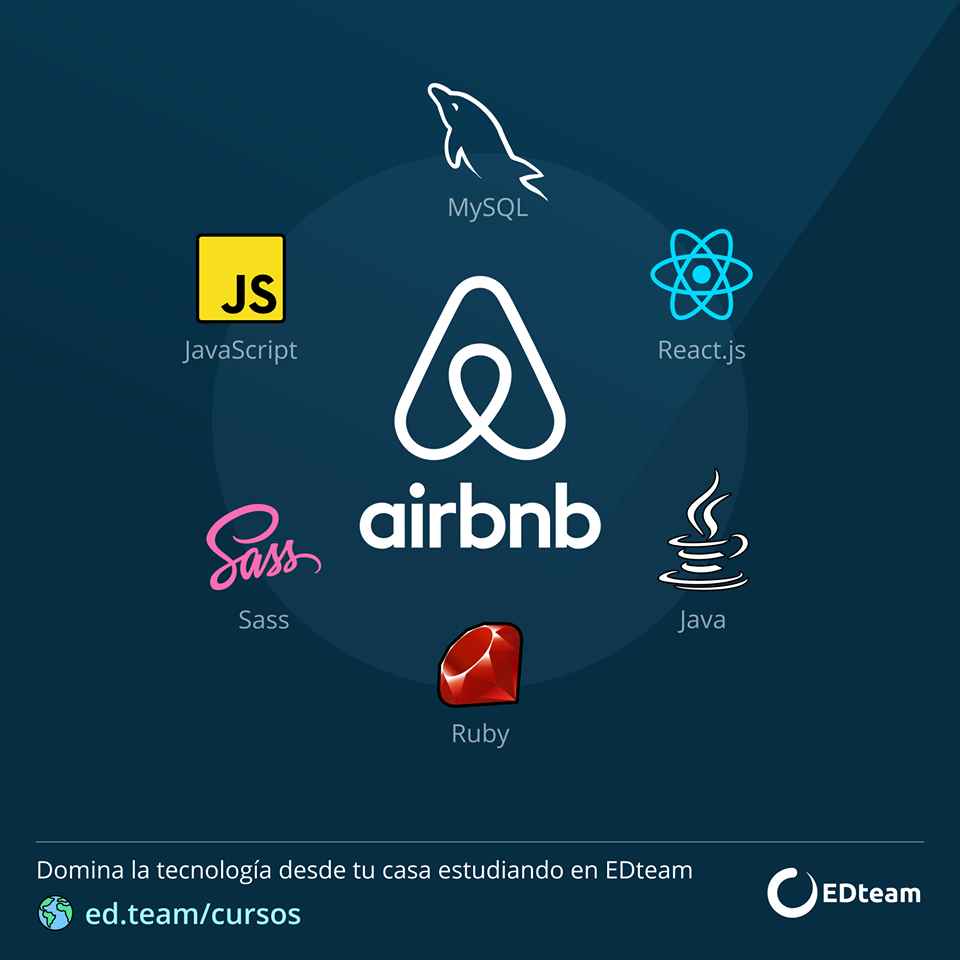 MySQL
JS
JavaScript
React.js
airbnb
Sass
Sass
Java
Ruby
Domina la tecnología desde tu casa estudiando en EDteam
ed.team/cursos
EDteam